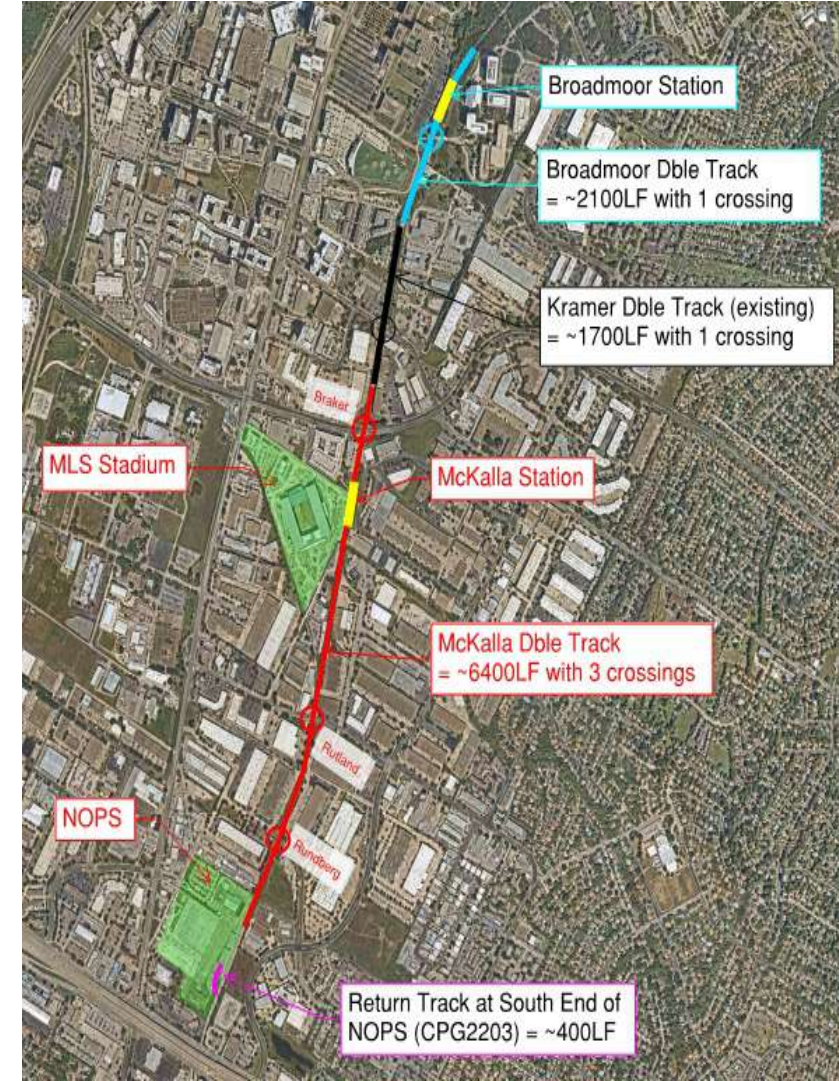 Broadmoor Station
Broadmoor Dble Track
= ~2100LF with 1 crossing
Kramer Dble Track (existing)
= ~1700LF with 1 crossing
Braker
MLS Stadium
McKalla Station
McKalla Dble Track
= ~6400LF with 3 crossings
Rutland
NOPS
Rundberg
Return Track at South End of
NOPS (CPG2203) = ~400LF